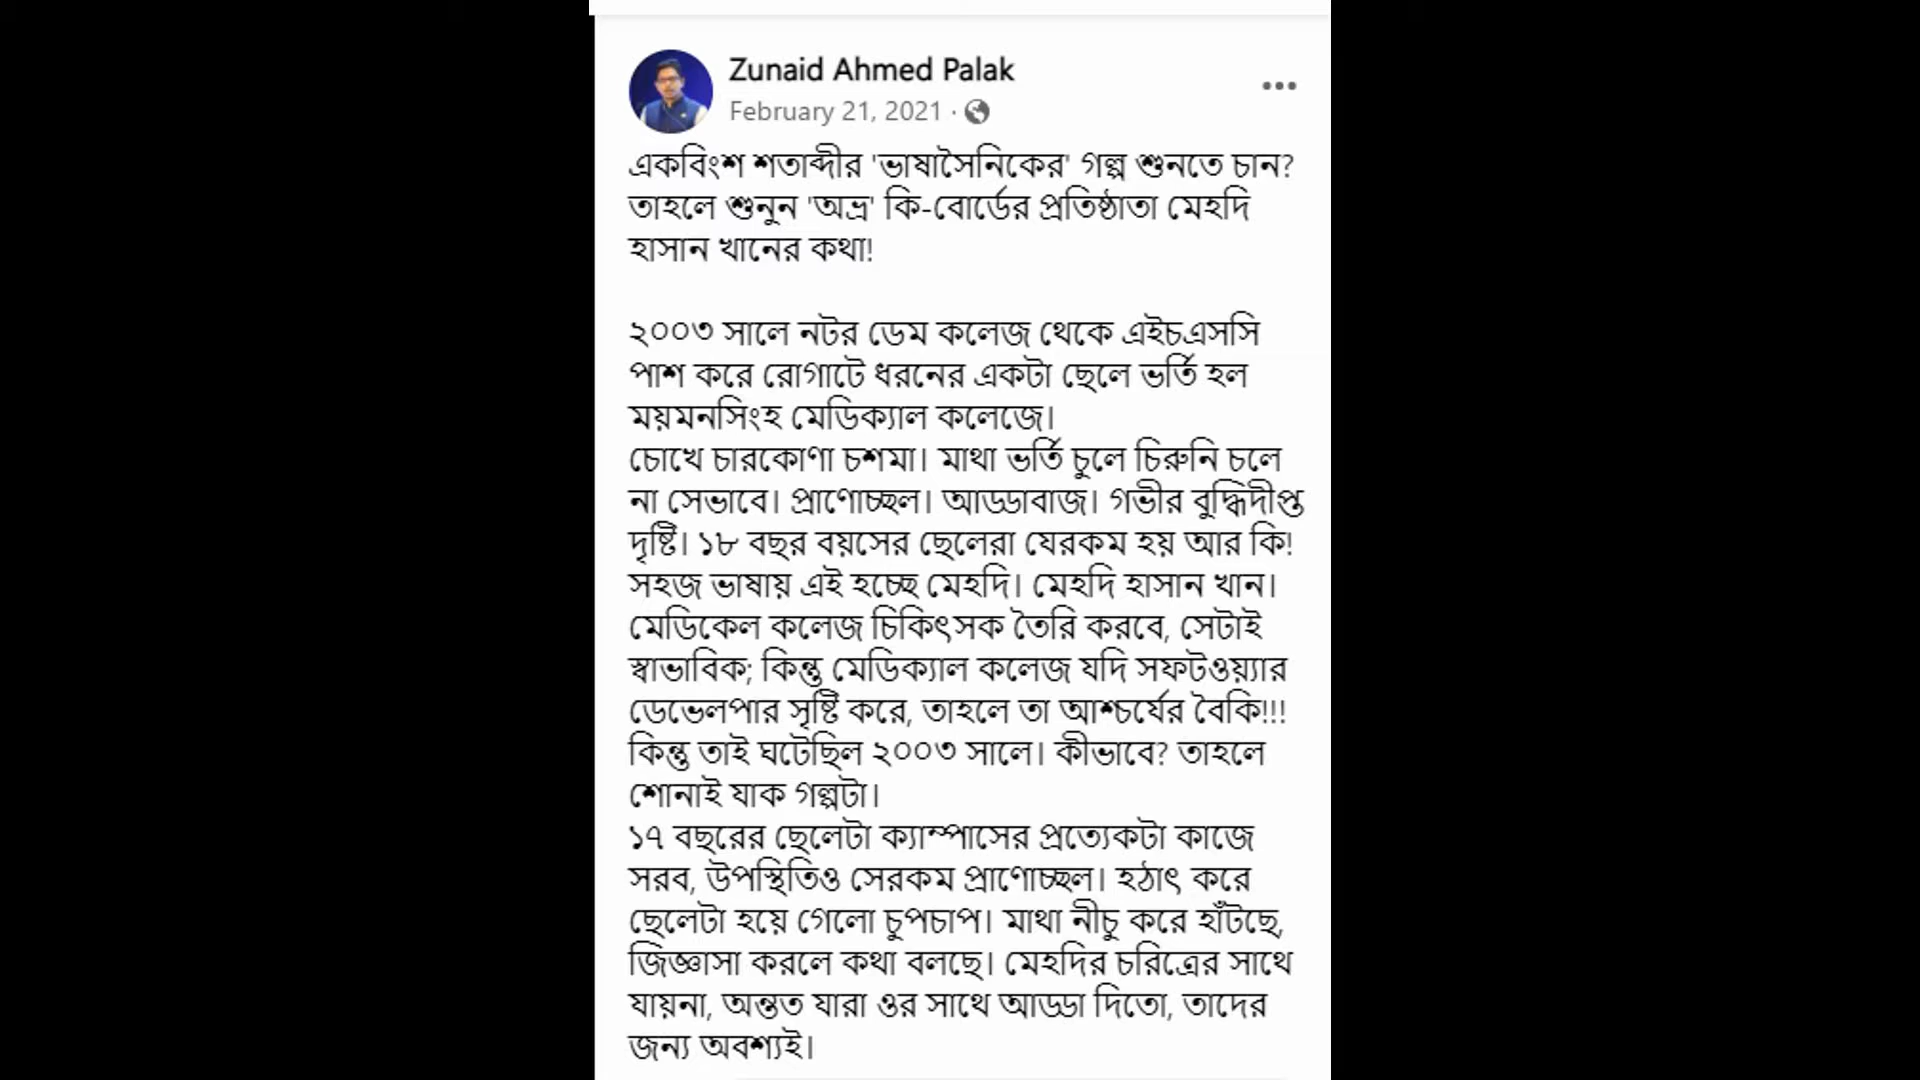 Zunaid Ahmed Palak
February 21, 2021 ·
একবিংশ শতাব্দীর 'ভাষাসৈনিকের' গল্প শুনতে চান?
তাহলে শুনুন 'অভ্র' কি-বোর্ডের প্রতিষ্ঠাতা মেহদি
হাসান খানের কথা!
২০০৩ সালে নটর ডেম কলেজ থেকে এইচএসসি
পাশ করে রোগাটে ধরনের একটা ছেলে ভর্তি হল
ময়মনসিংহ মেডিক্যাল কলেজে।
চোখে চারকোণা চশমা। মাথা ভর্তি চুলে চিরুনি চলে
না সেভাবে। প্রাণোচ্ছল। আড্ডাবাজ। গভীর বুদ্ধিদীপ্ত
দৃষ্টি। ১৮ বছর বয়সের ছেলেরা যেরকম হয় আর কি!
সহজ ভাষায় এই হচ্ছে মেহদি। মেহদি হাসান খান।
মেডিকেল কলেজ চিকিৎসক তৈরি করবে, সেটাই
স্বাভাবিক; কিন্তু মেডিক্যাল কলেজ যদি সফটওয়্যার
ডেভেলপার সৃষ্টি করে, তাহলে তা আশ্চর্যের বৈকি!!!
কিন্তু তাই ঘটেছিল ২০০৩ সালে। কীভাবে? তাহলে
শোনাই যাক গল্পটা।
১৭ বছরের ছেলেটা ক্যাম্পাসের প্রত্যেকটা কাজে
সরব, উপস্থিতিও সেরকম প্রাণোচ্ছল। হঠাৎ করে
ছেলেটা হয়ে গেলো চুপচাপ। মাথা নীচু করে হাঁটছে,
জিজ্ঞাসা করলে কথা বলছে। মেহদির চরিত্রের সাথে
যায়না, অন্তত যারা ওর সাথে আড্ডা দিতো, তাদের
জন্য অবশ্যই।